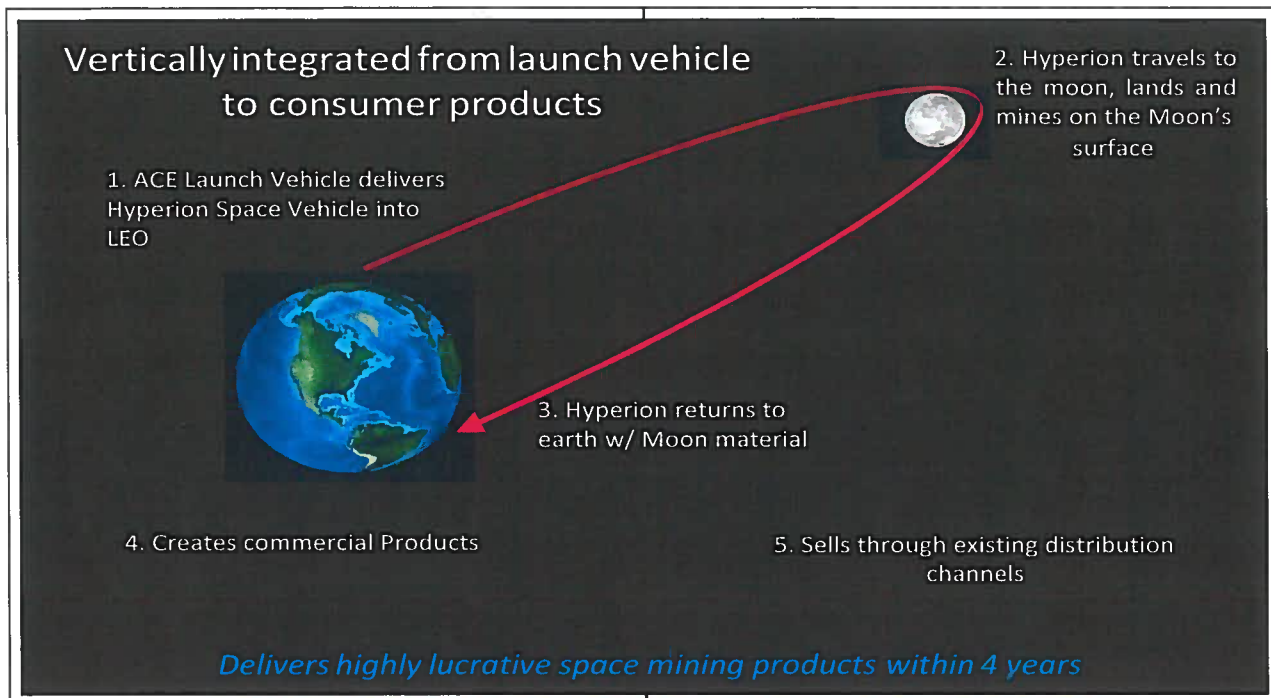 Vertically integrated from launch vehicle
to consumer products
2. Hyperion travels to
the moon, lands and
mines on the Moon's
surface
1. ACE Launch Vehicle delivers
Hyperion Space Vehicle into
LEO
3. Hyperion returns to
earth w/ Moon material
4. Creates commercial Products
5. Sells through existing distribution
channels
Delivers highly lucrative space mining products within 4 years